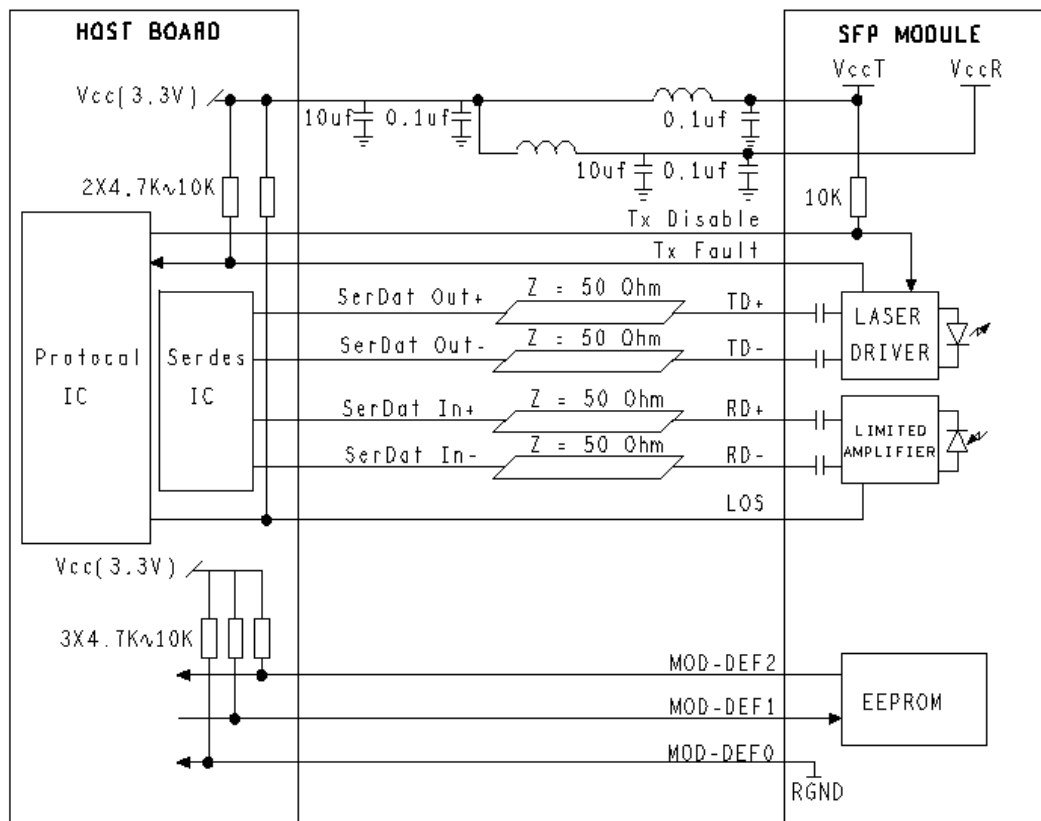 HOST BOARD
SFP MODULE
VccT
VccR
Vcc(3.3V)
10uf
0.1uf
0.1uf
10uf
0.1uf
2X4.7K~10K
10K
Tx Disable
Tx Fault
SerDat Out+
Z = 50 Ohm
TD+
SerDat Out-
Z = 50 Ohm
TD-
LASER
DRIVER
Protocal
IC
Serdes
IC
SerDat In+
Z = 50 Ohm
RD+
SerDat In-
Z = 50 Ohm
RD-
LIMITED
AMPLIFIER
LOS
Vcc(3.3V)
3X4.7K~10K
MOD-DEF2
MOD-DEF1
EEPROM
MOD-DEF0
RGND